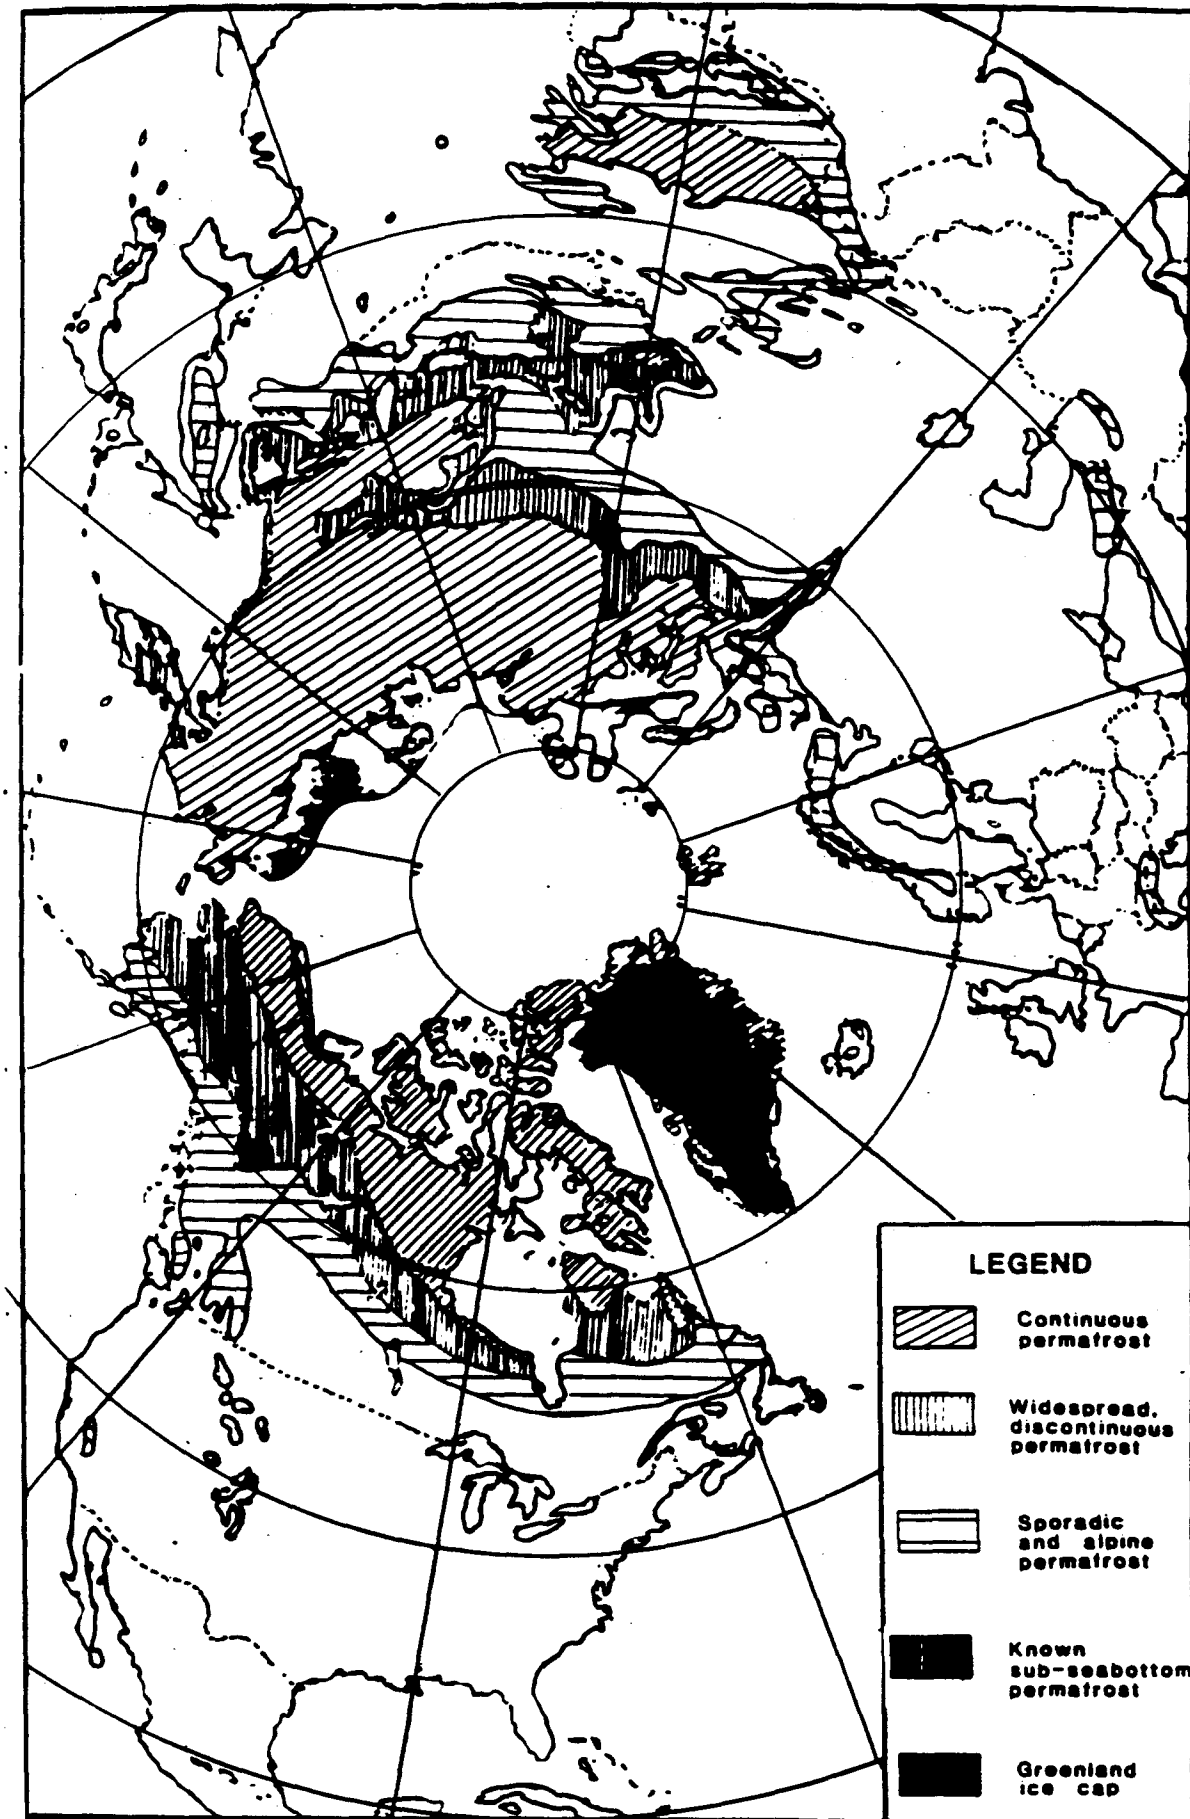 LEGEND
Continuous
permafrost
Widespread,
discontinuous
permafrost
Sporadic
and alpine
permafrost
Known
sub-seabottom
permafrost
Greenland
ice cap